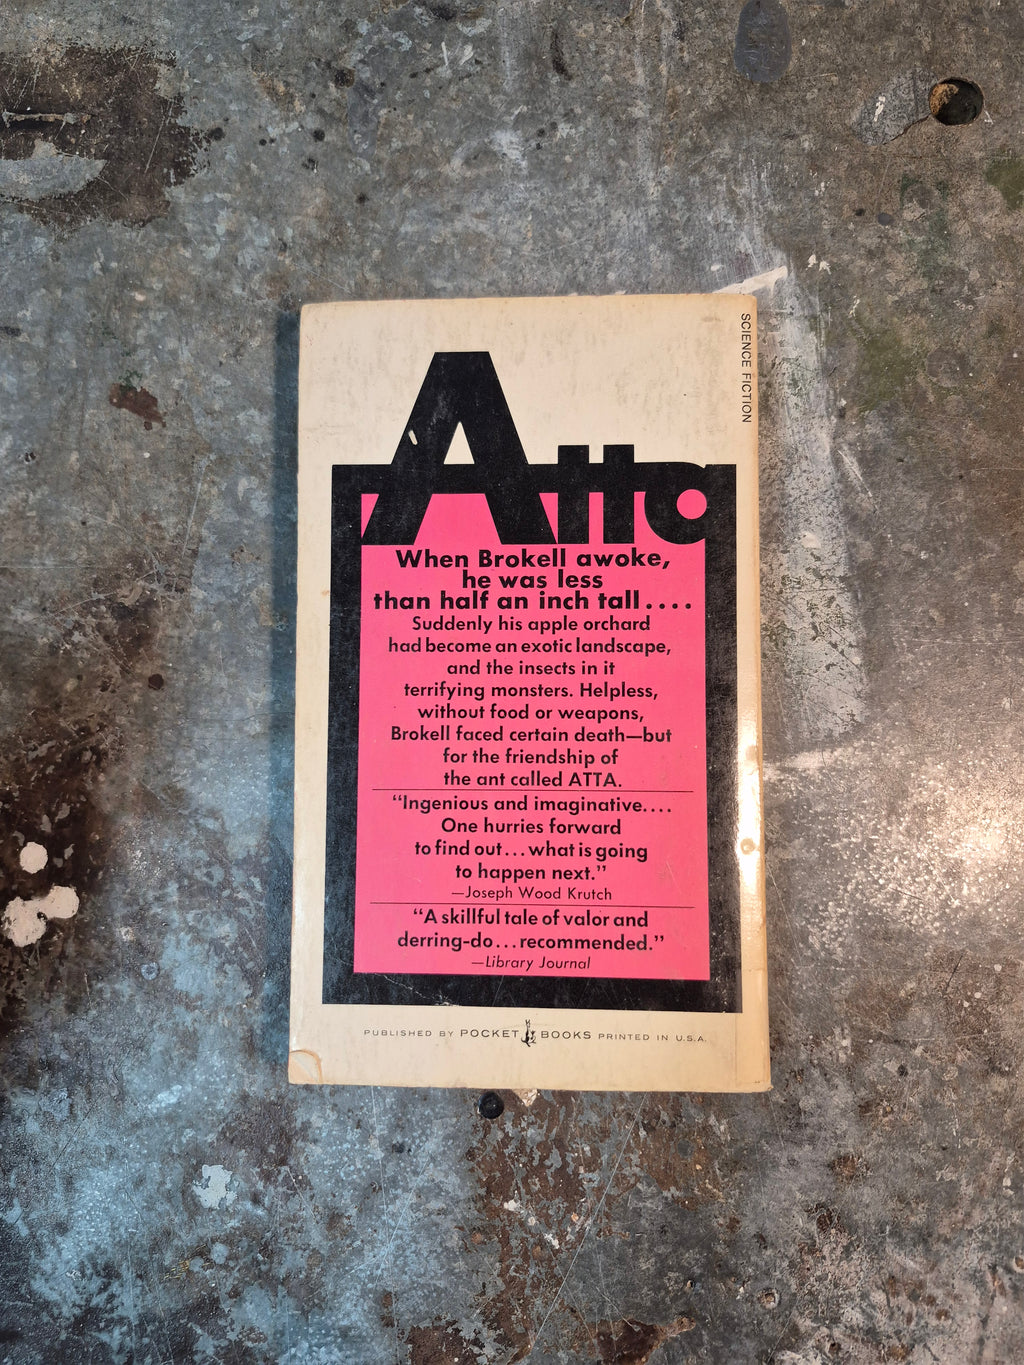 SCIENCE FICTION
Atta
When Brokell awoke,
he was less
than half an inch tall....
Suddenly his apple orchard
had become an exotic landscape,
and the insects in it
terrifying monsters. Helpless,
without food or weapons,
Brokell faced certain death—but
for the friendship of
the ant called ATTA.
“Ingenious and imaginative....
One hurries forward
to find out...what is going
to happen next.”
—Joseph Wood Krutch
“A skillful tale of valor and
derring-do...recommended.”
—Library Journal
PUBLISHED BY POCKET BOOKS PRINTED IN U.S.A.